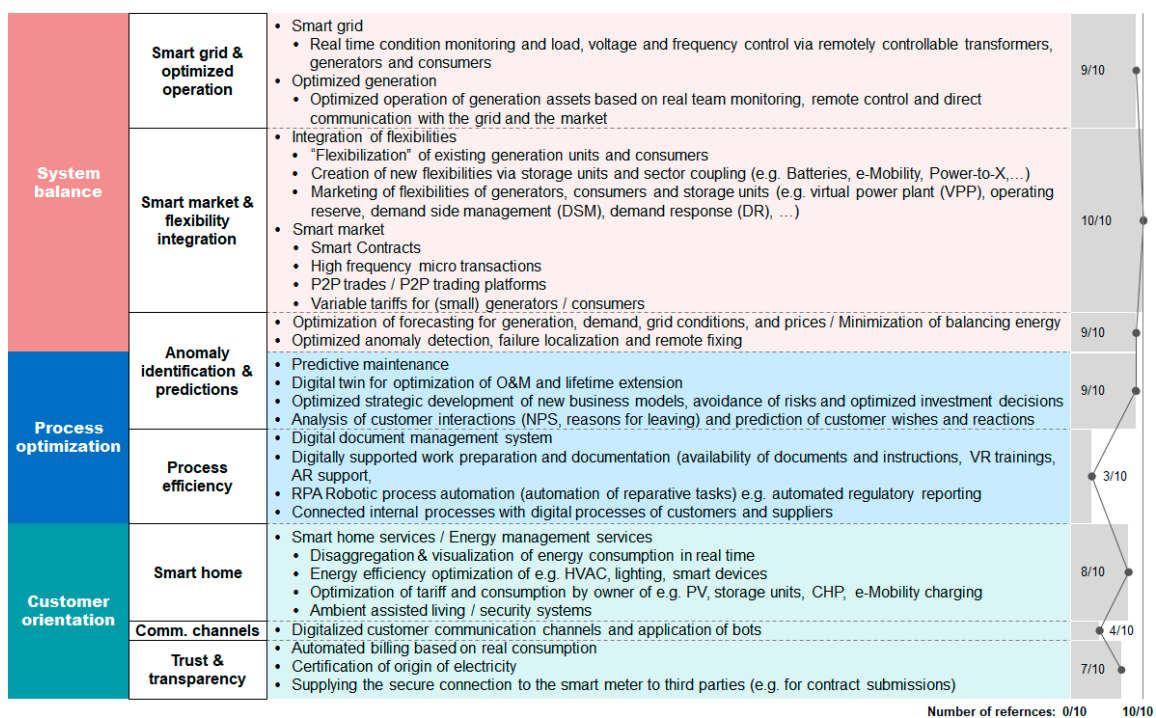 System
balance
Smart grid &
optimized
operation
• Smart grid
• Real time condition monitoring and load, voltage and frequency control via remotely controllable transformers,
generators and consumers
• Optimized generation
• Optimized operation of generation assets based on real team monitoring, remote control and direct
communication with the grid and the market
9/10
Smart market &
flexibility
integration
• Integration of flexibilities
• “Flexibilization” of existing generation units and consumers
• Creation of new flexibilities via storage units and sector coupling (e.g. Batteries, e-Mobility, Power-to-X,…)
• Marketing of flexibilities of generators, consumers and storage units (e.g. virtual power plant (VPP), operating
reserve, demand side management (DSM), demand response (DR), …)
• Smart market
• Smart Contracts
• High frequency micro transactions
• P2P trades / P2P trading platforms
• Variable tariffs for (small) generators / consumers
10/10
Anomaly
identification &
predictions
• Optimization of forecasting for generation, demand, grid conditions, and prices / Minimization of balancing energy
• Optimized anomaly detection, failure localization and remote fixing
9/10
Process
optimization
• Predictive maintenance
• Digital twin for optimization of O&M and lifetime extension
• Optimized strategic development of new business models, avoidance of risks and optimized investment decisions
• Analysis of customer interactions (NPS, reasons for leaving) and prediction of customer wishes and reactions
9/10
Process
efficiency
• Digital document management system
• Digitally supported work preparation and documentation (availability of documents and instructions, VR trainings,
AR support,
• RPA Robotic process automation (automation of reparative tasks) e.g. automated regulatory reporting
• Connected internal processes with digital processes of customers and suppliers
3/10
Customer
orientation
Smart home
• Smart home services / Energy management services
• Disaggregation & visualization of energy consumption in real time
• Energy efficiency optimization of e.g. HVAC, lighting, smart devices
• Optimization of tariff and consumption by owner of e.g. PV, storage units, CHP, e-Mobility charging
• Ambient assisted living / security systems
8/10
Comm. channels
• Digitalized customer communication channels and application of bots
4/10
Trust &
transparency
• Automated billing based on real consumption
• Certification of origin of electricity
• Supplying the secure connection to the smart meter to third parties (e.g. for contract submissions)
7/10
Number of refernces: 0/10 10/10